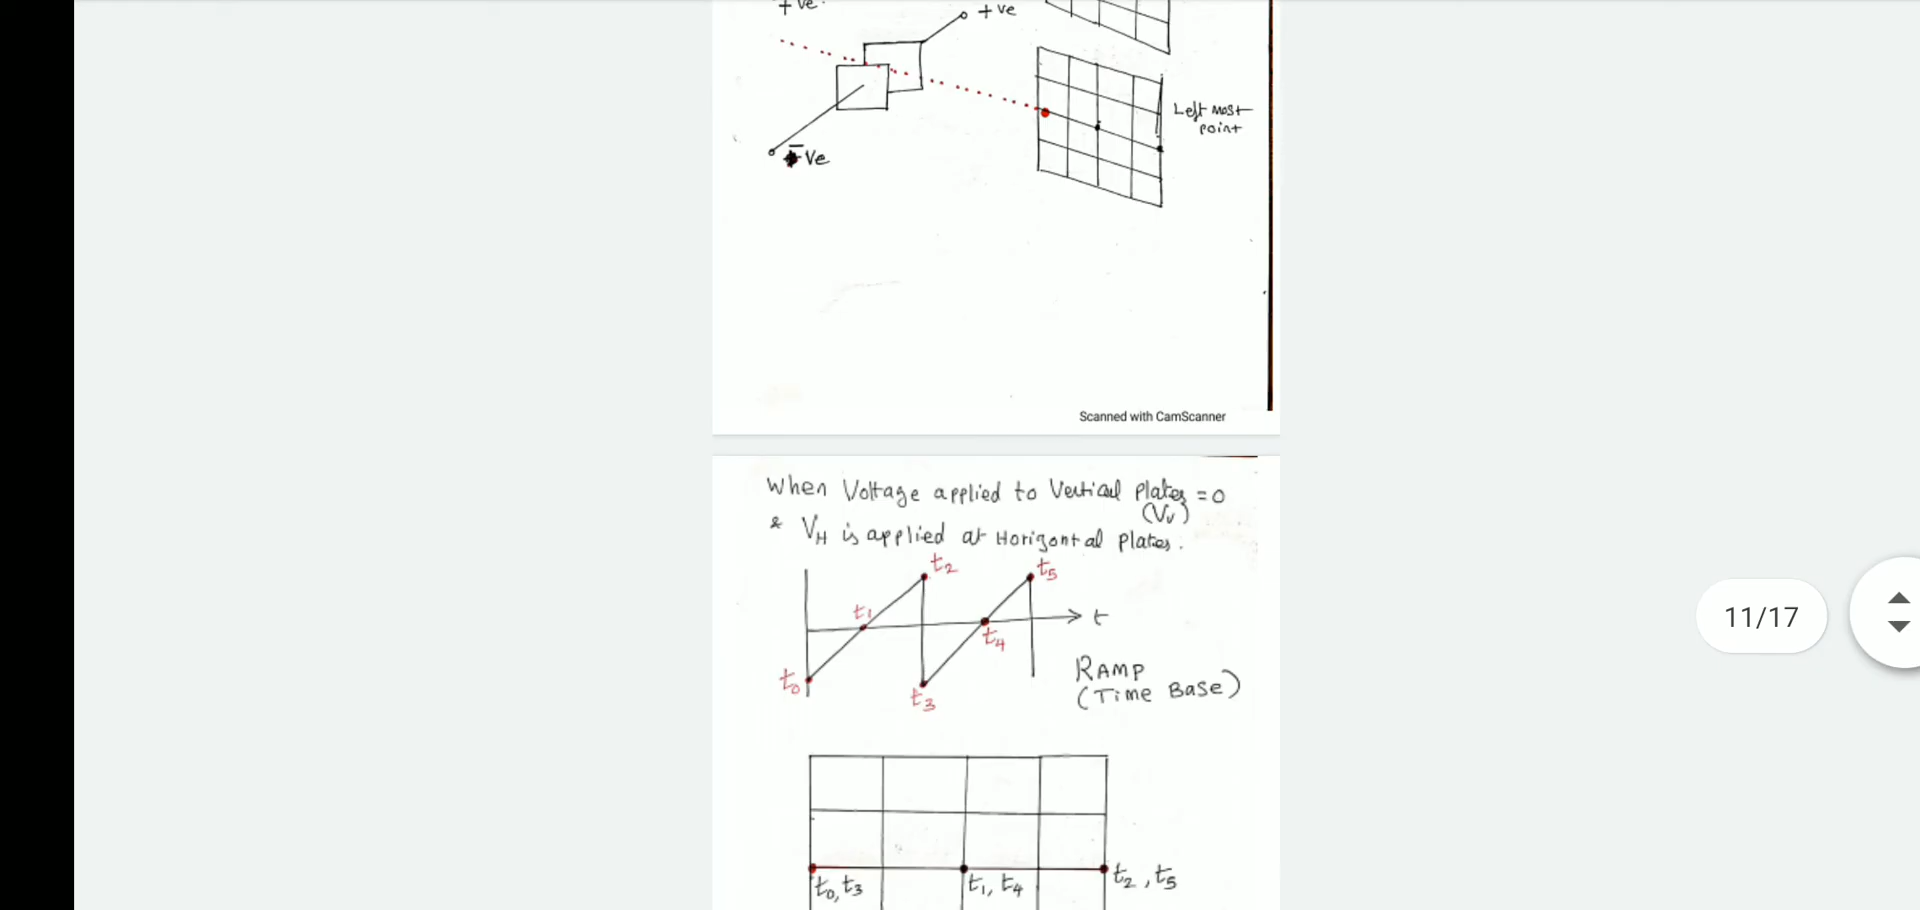 +ve.
+ve
Left most
point
-ve
Scanned with CamScanner
When Voltage applied to Vertical Plates = 0
(Vv)
& VH is applied at Horizontal Plates.
t2
t5
t1
t
t4
t0
t3
RAMP
(Time Base)
11/17
t0, t3
t1, t4
t2, t5